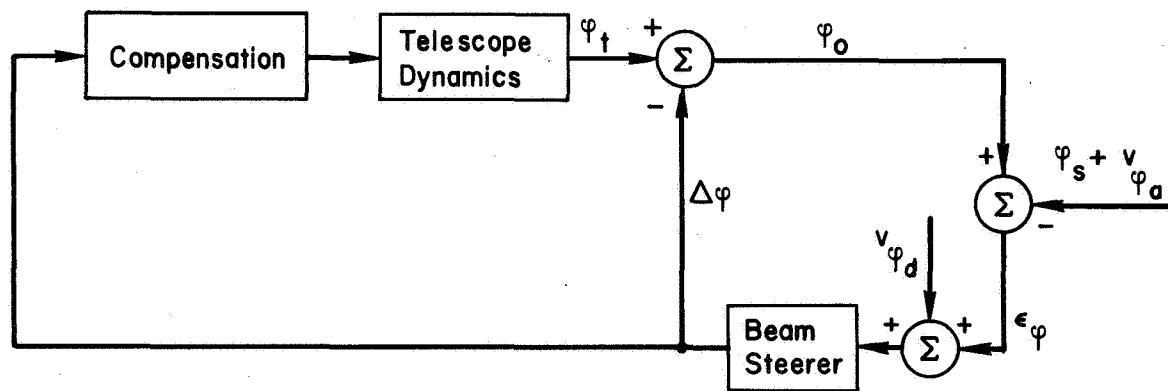 Compensation
Telescope
Dynamics
φt
+
Σ
−
φo
Δφ
+
Σ
−
φs + vφa
vφd
+
Σ
+
εφ
Beam
Steerer